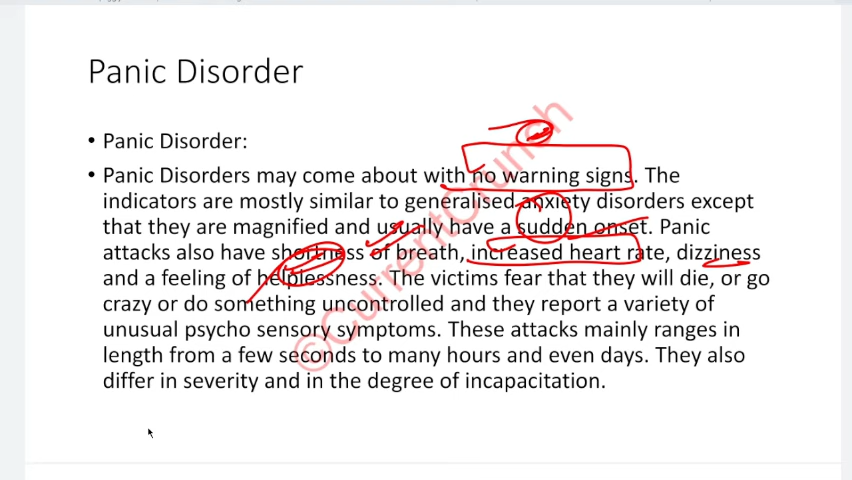 Panic Disorder
• Panic Disorder:
• Panic Disorders may come about with no warning signs. The
indicators are mostly similar to generalised anxiety disorders except
that they are magnified and usually have a sudden onset. Panic
attacks also have shortness of breath, increased heart rate, dizziness
and a feeling of helplessness. The victims fear that they will die, or go
crazy or do something uncontrolled and they report a variety of
unusual psycho sensory symptoms. These attacks mainly ranges in
length from a few seconds to many hours and even days. They also
differ in severity and in the degree of incapacitation.
©CurrentCrunch